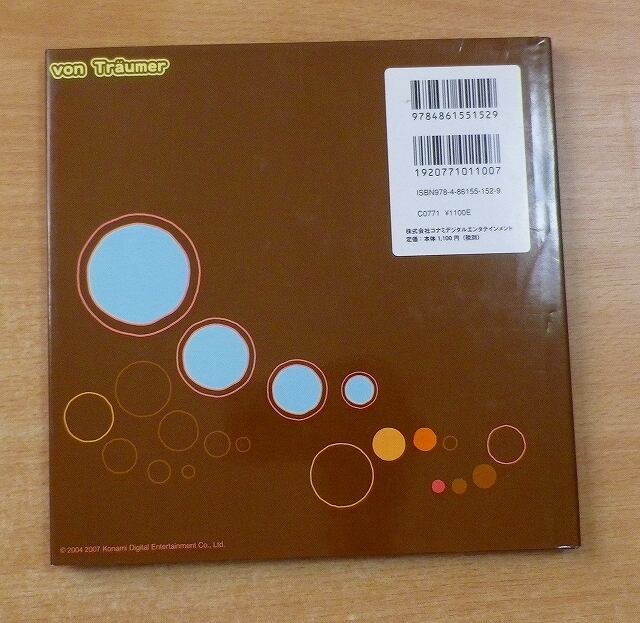 von Träumer
9784861551529
1920771011007
ISBN978-4-86155-152-9
C0771 ¥1100E
株式会社コナミデジタルエンタテインメント
定価：本体1,100円（税別）
© 2004 2007 Konami Digital Entertainment Co., Ltd.